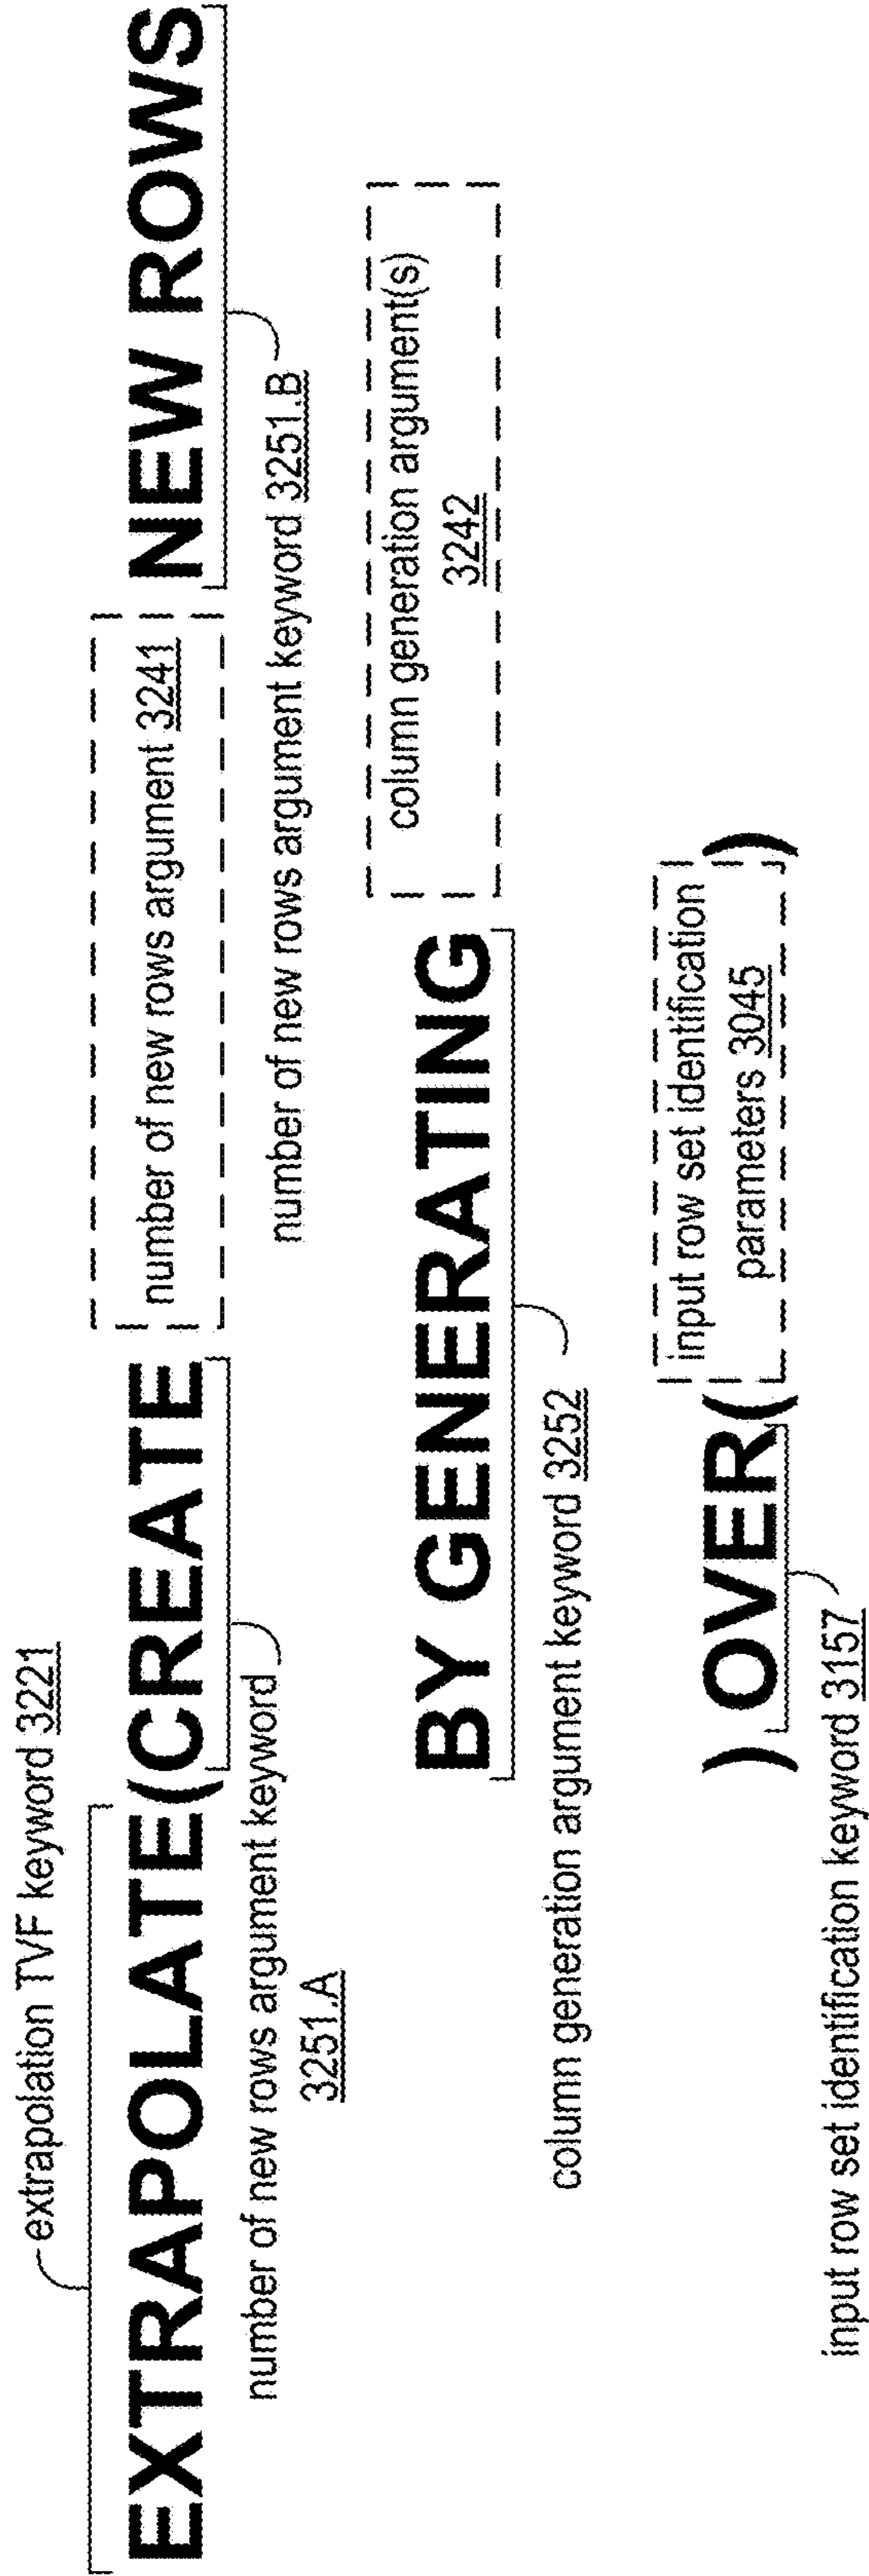 extrapolation TVF keyword 3221
EXTRAPOLATE(CREATE number of new rows argument 3241 NEW ROWS
number of new rows argument keyword
3251.A
number of new rows argument keyword 3251.B
BY GENERATING
column generation argument(s)
3242
column generation argument keyword 3252
) OVER(
input row set identification
parameters 3045
)
input row set identification keyword 3157